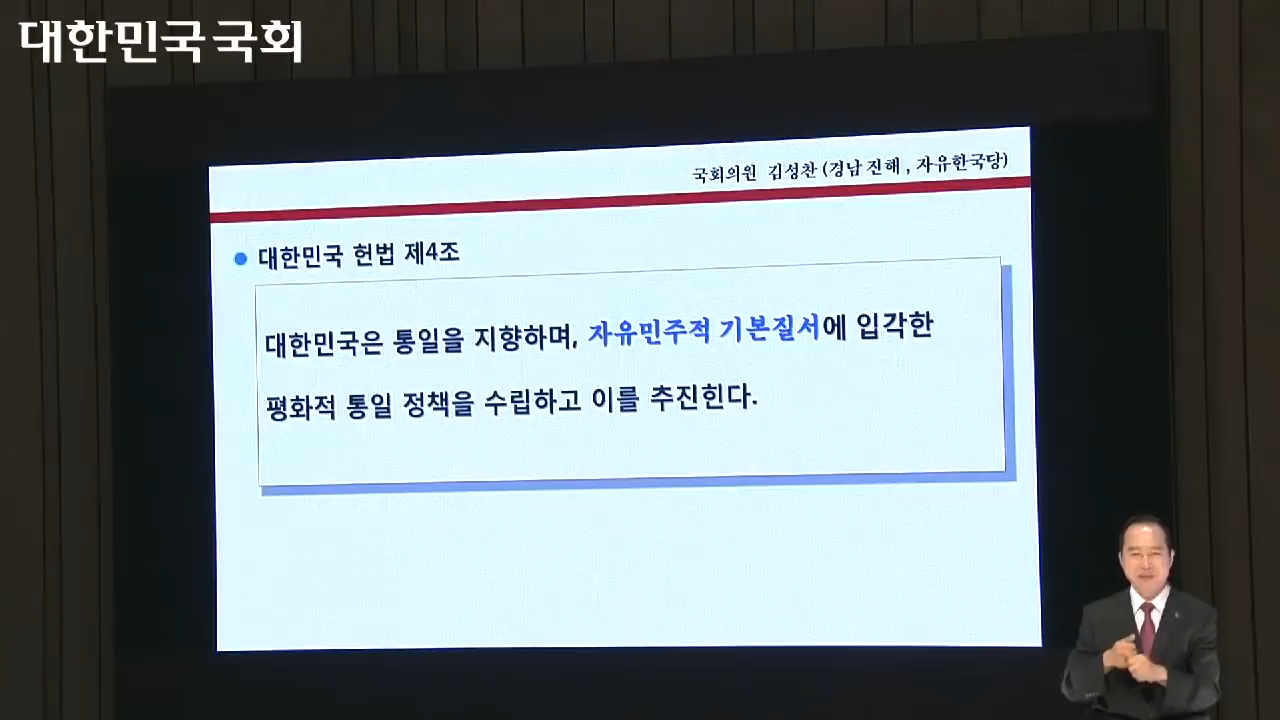 대한민국국회
국회의원 김성찬 (경남 진해 , 자유한국당)
대한민국 헌법 제4조
대한민국은 통일을 지향하며, 자유민주적 기본질서에 입각한
평화적 통일 정책을 수립하고 이를 추진힌다.